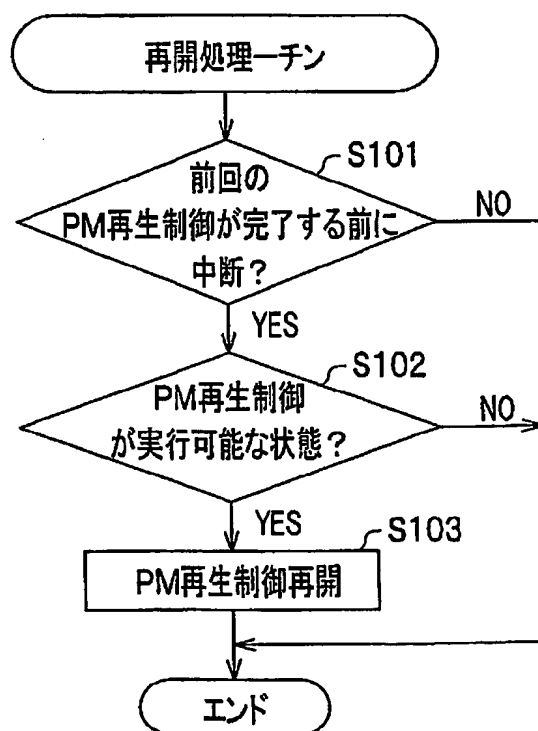 再開処理ーチン
S101
前回の
PM再生制御が完了する前に
中断？
NO
YES
S102
PM再生制御
が実行可能な状態？
NO
YES
S103
PM再生制御再開
エンド